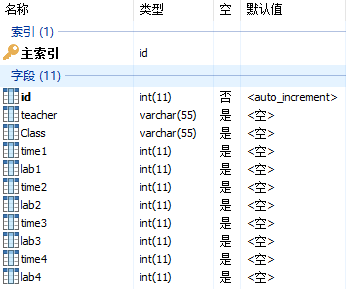 名称 类型 空 默认值
索引 (1)
主索引 id
字段 (11)
id int(11) 否 <auto_increment>
teacher varchar(55) 是 <空>
Class varchar(55) 是 <空>
time1 int(11) 是 <空>
lab1 int(11) 是 <空>
time2 int(11) 是 <空>
lab2 int(11) 是 <空>
time3 int(11) 是 <空>
lab3 int(11) 是 <空>
time4 int(11) 是 <空>
lab4 int(11) 是 <空>